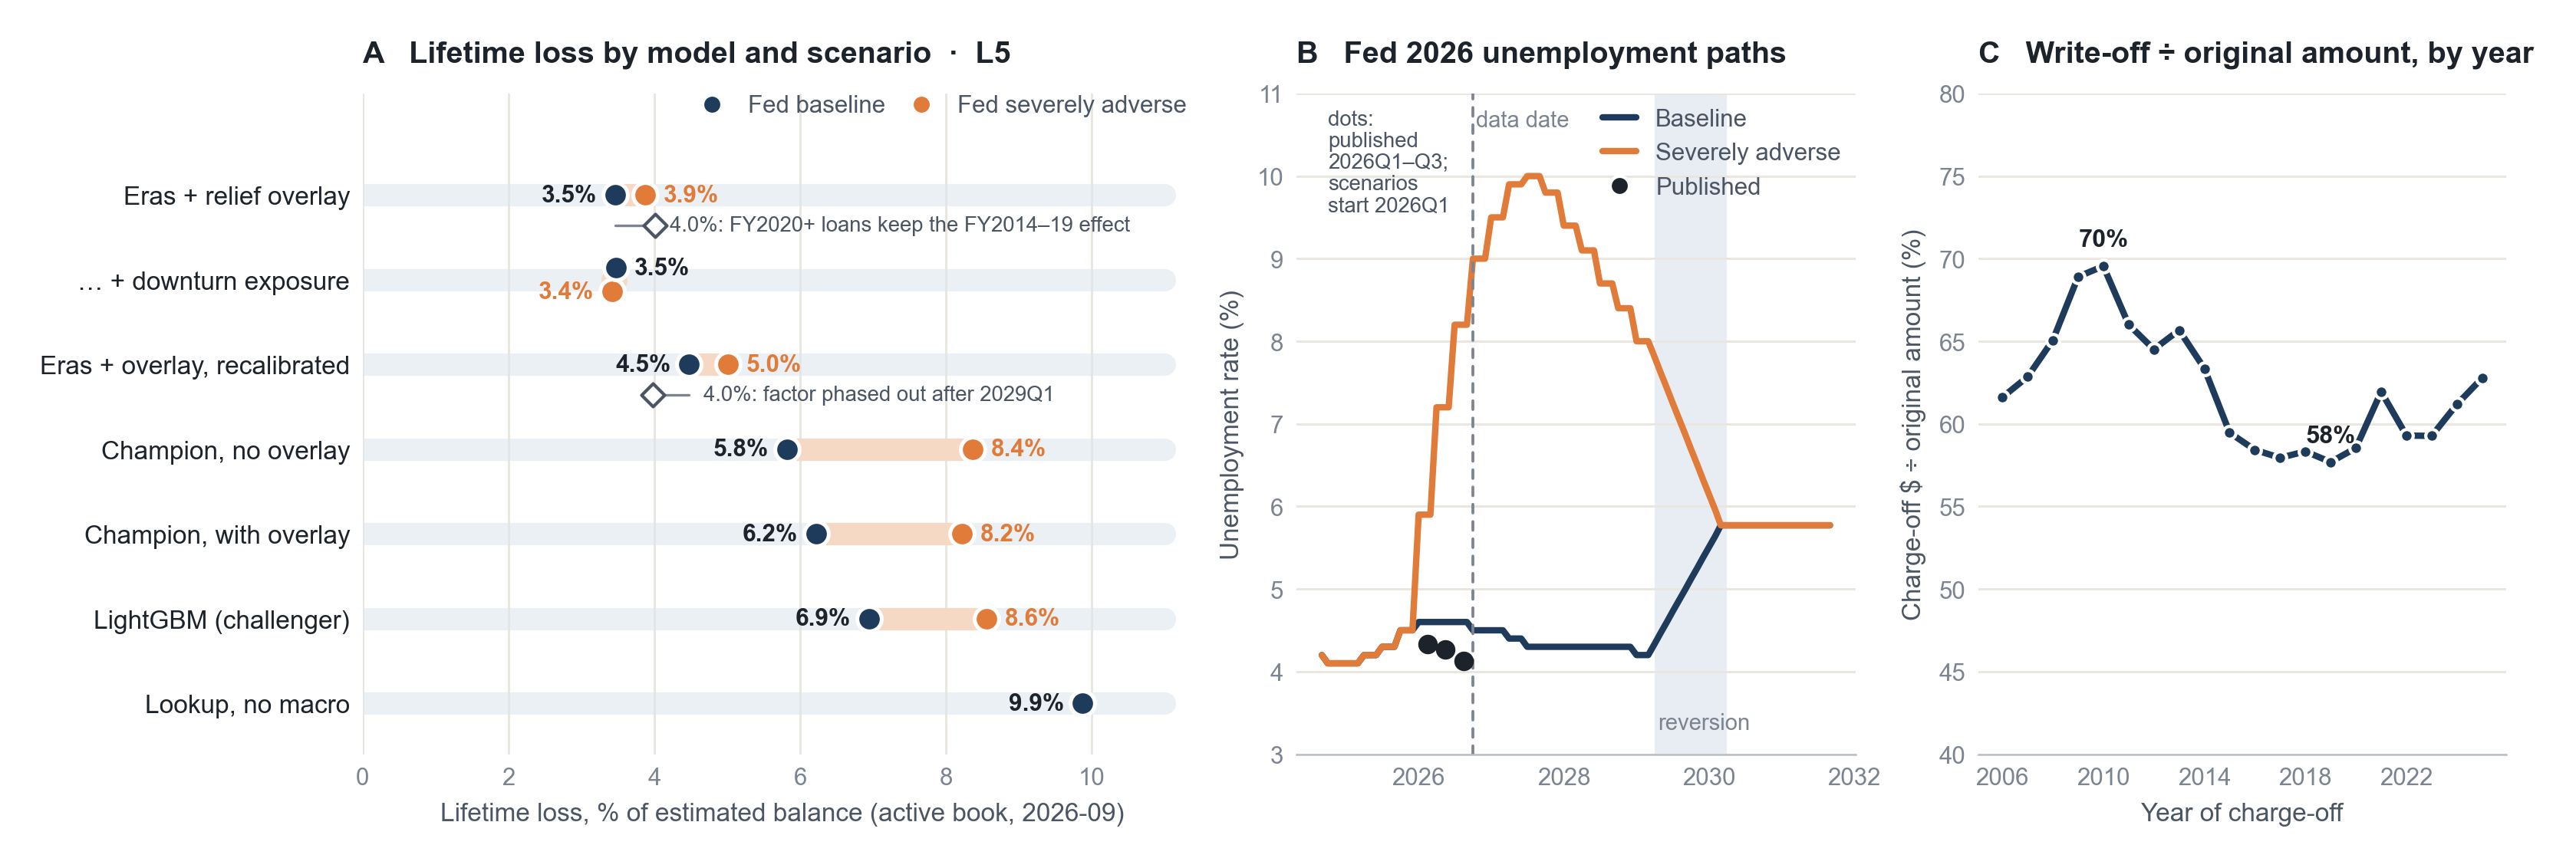 A Lifetime loss by model and scenario · L5
Fed baseline
Fed severely adverse
Eras + relief overlay
3.5%
3.9%
4.0%: FY2020+ loans keep the FY2014–19 effect
… + downturn exposure
3.5%
3.4%
Eras + overlay, recalibrated
4.5%
5.0%
4.0%: factor phased out after 2029Q1
Champion, no overlay
5.8%
8.4%
Champion, with overlay
6.2%
8.2%
LightGBM (challenger)
6.9%
8.6%
Lookup, no macro
9.9%
0 2 4 6 8 10
Lifetime loss, % of estimated balance (active book, 2026-09)
B Fed 2026 unemployment paths
Unemployment rate (%)
11
10
9
8
7
6
5
4
3
dots:
published
2026Q1–Q3;
scenarios
start 2026Q1
data date
Baseline
Severely adverse
Published
reversion
2026 2028 2030 2032
C Write-off ÷ original amount, by year
Charge-off $ ÷ original amount (%)
80
75
70
65
60
55
50
45
40
70%
58%
2006 2010 2014 2018 2022
Year of charge-off